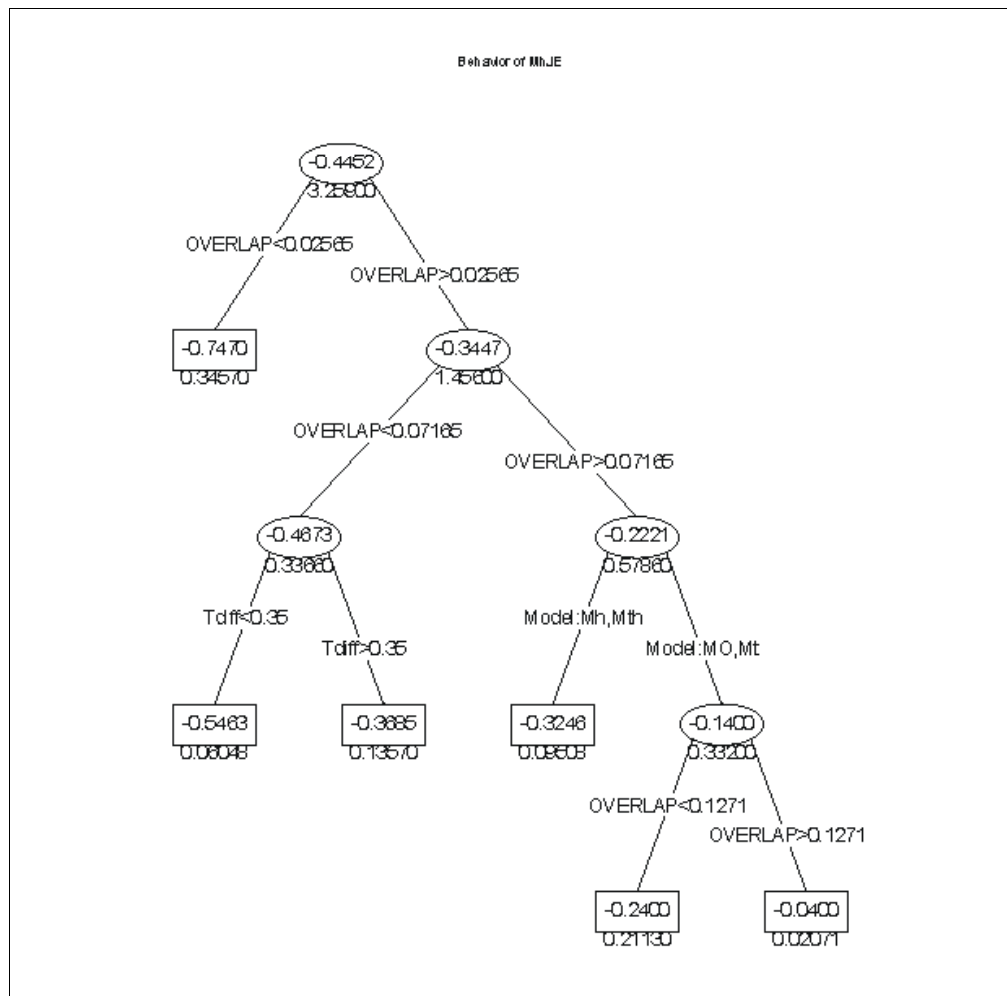 Behavior of MhJE
-0.4452
3.25900
OVERLAP<0.02565
OVERLAP>0.02565
-0.7470
0.34570
-0.3447
1.45600
OVERLAP<0.07165
OVERLAP>0.07165
-0.4673
0.33660
-0.2221
0.57860
Tdiff<0.35
Tdiff>0.35
Model:Mh,Mth
Model:MO,Mt
-0.5463
0.06048
-0.3685
0.13570
-0.3246
0.09503
-0.1400
0.33200
OVERLAP<0.1271
OVERLAP>0.1271
-0.2400
0.21130
-0.0400
0.02071